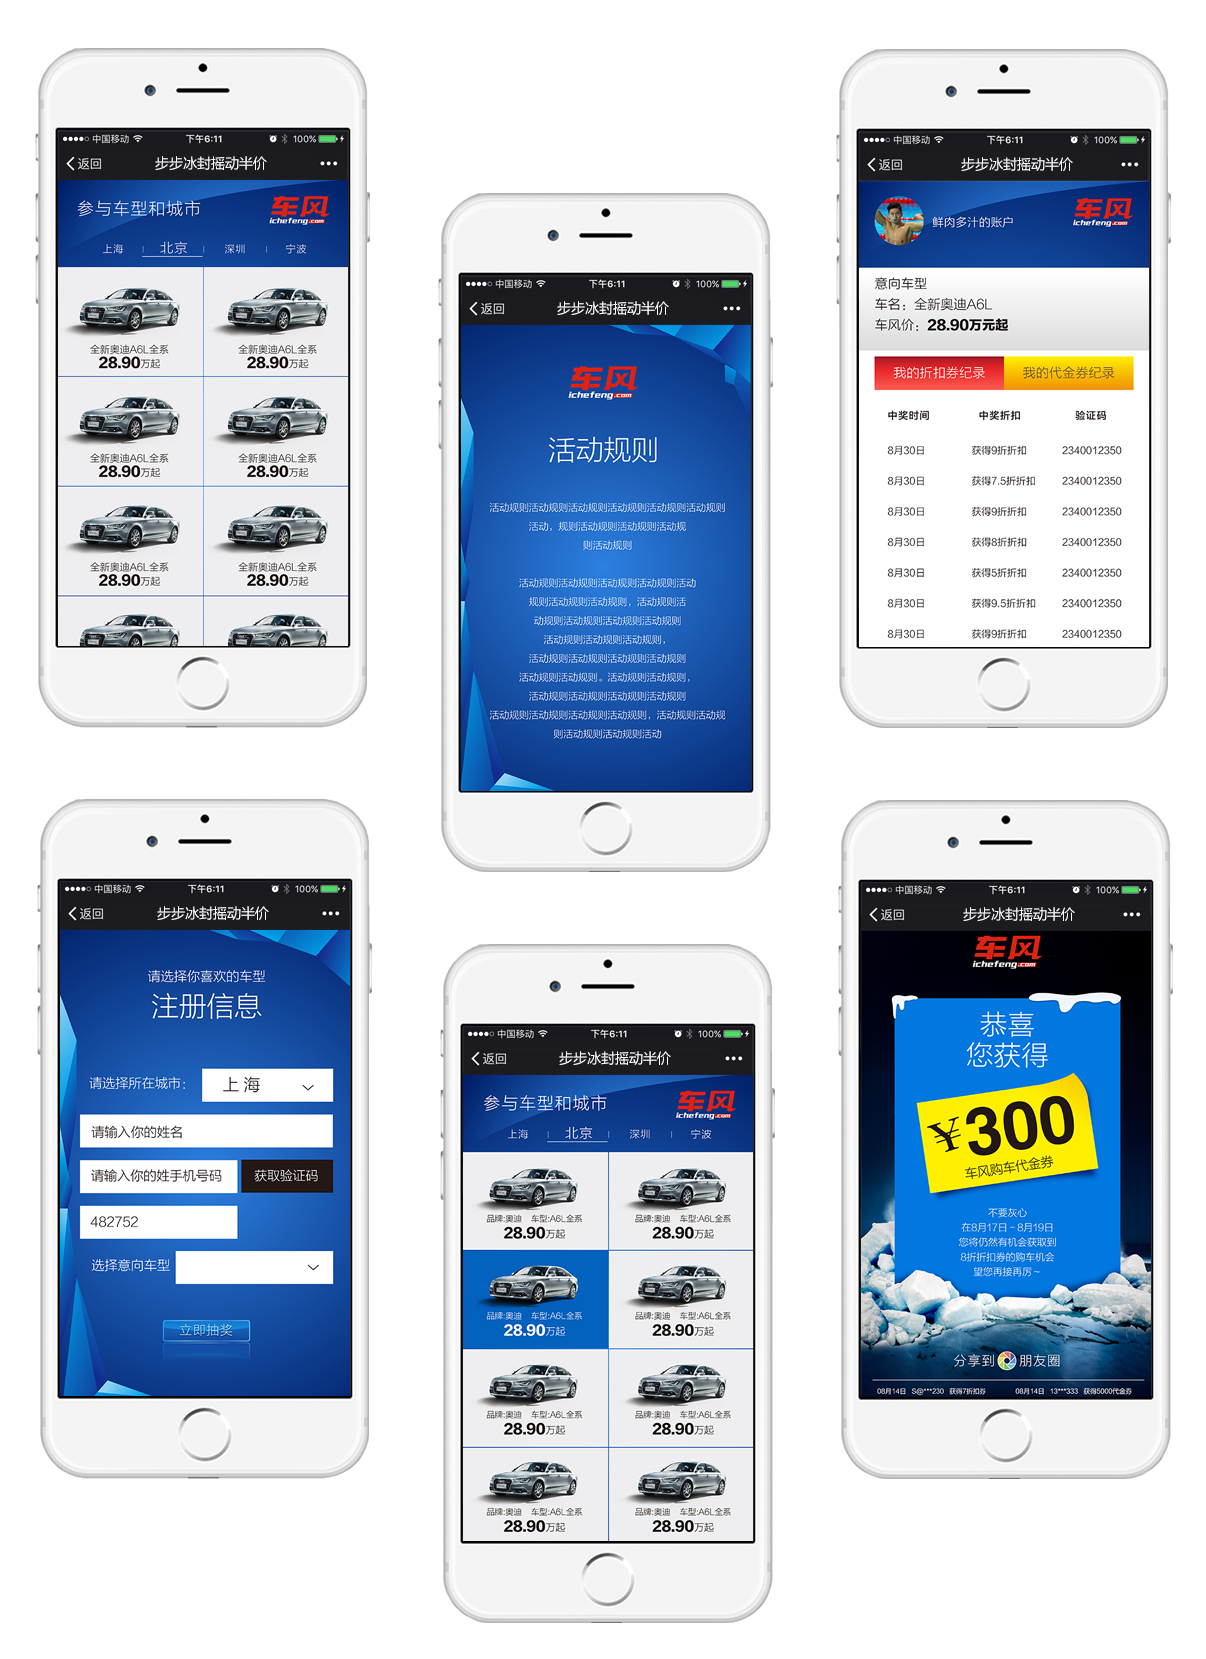 中国移动 下午6:11 100%
返回 步步冰封摇动半价
参与车型和城市 车风
ichefeng.com
上海 北京 深圳 宁波
全新奥迪A6L全系 全新奥迪A6L全系
28.90万起 28.90万起
全新奥迪A6L全系 全新奥迪A6L全系
28.90万起 28.90万起
全新奥迪A6L全系 全新奥迪A6L全系
28.90万起 28.90万起
中国移动 下午6:11 100%
返回 步步冰封摇动半价
车风
ichefeng.com
活动规则
活动规则活动规则活动规则活动规则活动规则活动规则
活动，规则活动规则活动规则活动规
则活动规则
活动规则活动规则活动规则活动规则活动
规则活动规则活动规则，活动规则活
动规则活动规则活动规则活动规则
活动规则活动规则活动规则，
活动规则活动规则活动规则活动规则
活动规则活动规则。活动规则活动规则，
活动规则活动规则活动规则活动规则
活动规则活动规则活动规则活动规则，活动规则活动规
则活动规则活动规则活动
中国移动 下午6:11 100%
返回 步步冰封摇动半价
鲜肉多汁的账户 车风
ichefeng.com
意向车型
车名：全新奥迪A6L
车风价：28.90万元起
我的折扣券纪录 我的代金券纪录
中奖时间 中奖折扣 验证码
8月30日 获得9折折扣 2340012350
8月30日 获得7.5折折扣 2340012350
8月30日 获得9折折扣 2340012350
8月30日 获得8折折扣 2340012350
8月30日 获得5折折扣 2340012350
8月30日 获得9.5折折扣 2340012350
8月30日 获得9折折扣 2340012350
中国移动 下午6:11 100%
返回 步步冰封摇动半价
请选择你喜欢的车型
注册信息
请选择所在城市： 上海
请输入你的姓名
请输入你的姓手机号码 获取验证码
482752
选择意向车型
立即抽奖
中国移动 下午6:11 100%
返回 步步冰封摇动半价
参与车型和城市 车风
ichefeng.com
上海 北京 深圳 宁波
品牌:奥迪 车型:A6L全系 品牌:奥迪 车型:A6L全系
28.90万起 28.90万起
品牌:奥迪 车型:A6L全系 品牌:奥迪 车型:A6L全系
28.90万起 28.90万起
品牌:奥迪 车型:A6L全系 品牌:奥迪 车型:A6L全系
28.90万起 28.90万起
品牌:奥迪 车型:A6L全系 品牌:奥迪 车型:A6L全系
28.90万起 28.90万起
中国移动 下午6:11 100%
返回 步步冰封摇动半价
车风
ichefeng.com
恭喜
您获得
¥300
车风购车代金券
不要灰心
在8月17日－8月19日
您将仍然有机会获取到
8折折扣券的购车机会
望您再接再厉~
分享到 朋友圈
08月14日 S@***230 获得7折扣券 08月14日 13***333 获得5000代金券